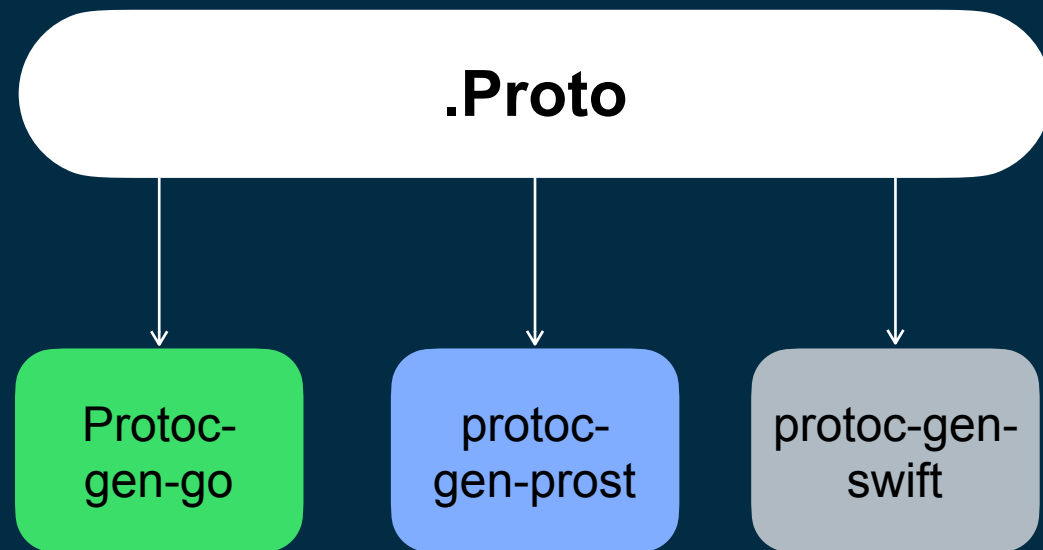 .Proto
Protoc-
gen-go
protoc-
gen-prost
protoc-gen-
swift